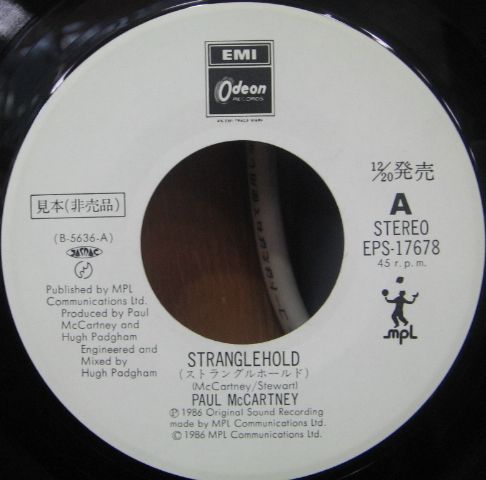 EMI
Odeon
RECORDS
12/20発売
見本(非売品)
A
STEREO
EPS-17678
45 r.p.m.
(B-5636-A)
JASRAC
Published by MPL
Communications Ltd.
Produced by Paul
McCartney and
Hugh Padgham
Engineered and
Mixed by
Hugh Padgham
mpl
STRANGLEHOLD
(ストラングルホールド)
(McCartney/Stewart)
PAUL McCARTNEY
Ⓟ 1986 Original Sound Recording
made by MPL Communications Ltd.
© 1986 MPL Communications Ltd.